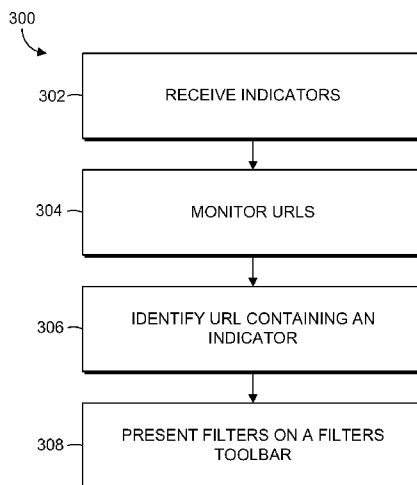 300
302
RECEIVE INDICATORS
304
MONITOR URLS
306
IDENTIFY URL CONTAINING AN
INDICATOR
308
PRESENT FILTERS ON A FILTERS
TOOLBAR